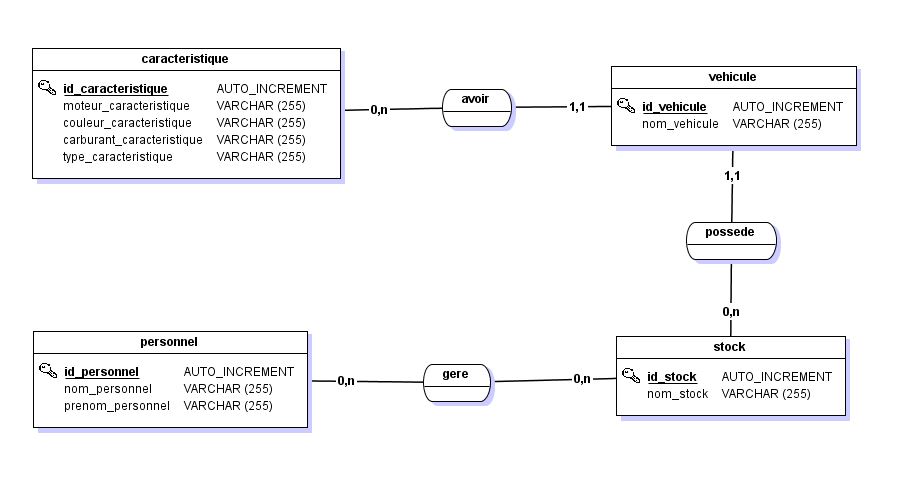 caracteristique
id_caracteristique AUTO_INCREMENT
moteur_caracteristique VARCHAR (255)
couleur_caracteristique VARCHAR (255)
carburant_caracteristique VARCHAR (255)
type_caracteristique VARCHAR (255)
0,n
avoir
1,1
vehicule
id_vehicule AUTO_INCREMENT
nom_vehicule VARCHAR (255)
1,1
possede
0,n
personnel
id_personnel AUTO_INCREMENT
nom_personnel VARCHAR (255)
prenom_personnel VARCHAR (255)
0,n
gere
0,n
stock
id_stock AUTO_INCREMENT
nom_stock VARCHAR (255)